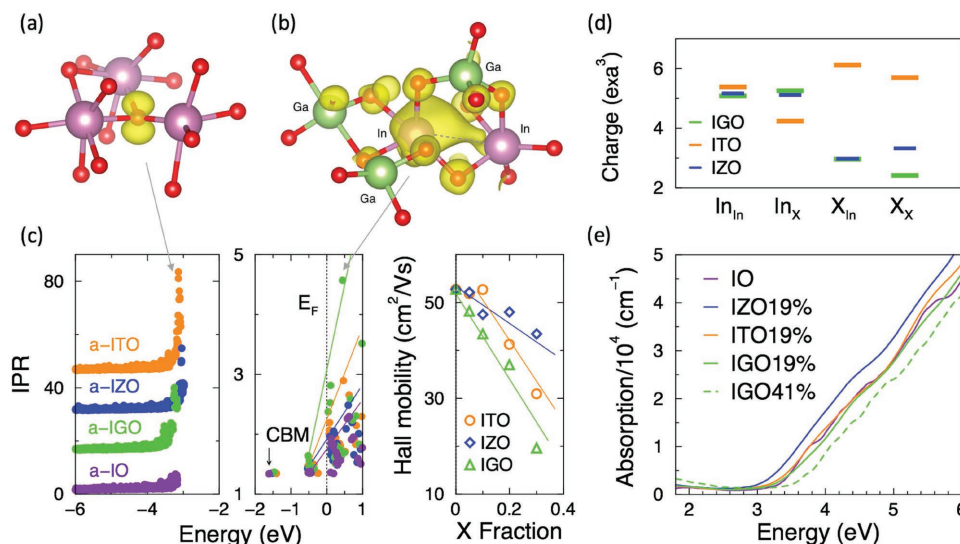 (a)
(b)
Ga
Ga
In
In
Ga
(c)
IPR
80
40
0
a-ITO
a-IZO
a-IGO
a-IO
−6
−4
−2
5
3
1
E_F
CBM
−2
−1
0
1
Energy (eV)
Hall mobility (cm²/Vs)
50
30
10
ITO
IZO
IGO
0.0
0.2
0.4
X Fraction
(d)
Charge (exa³)
6
4
2
IGO
ITO
IZO
In_In
In_X
X_In
X_X
(e)
Absorption/10⁴ (cm⁻¹)
5
4
3
2
1
0
IO
IZO19%
ITO19%
IGO19%
IGO41%
2
3
4
5
6
Energy (eV)